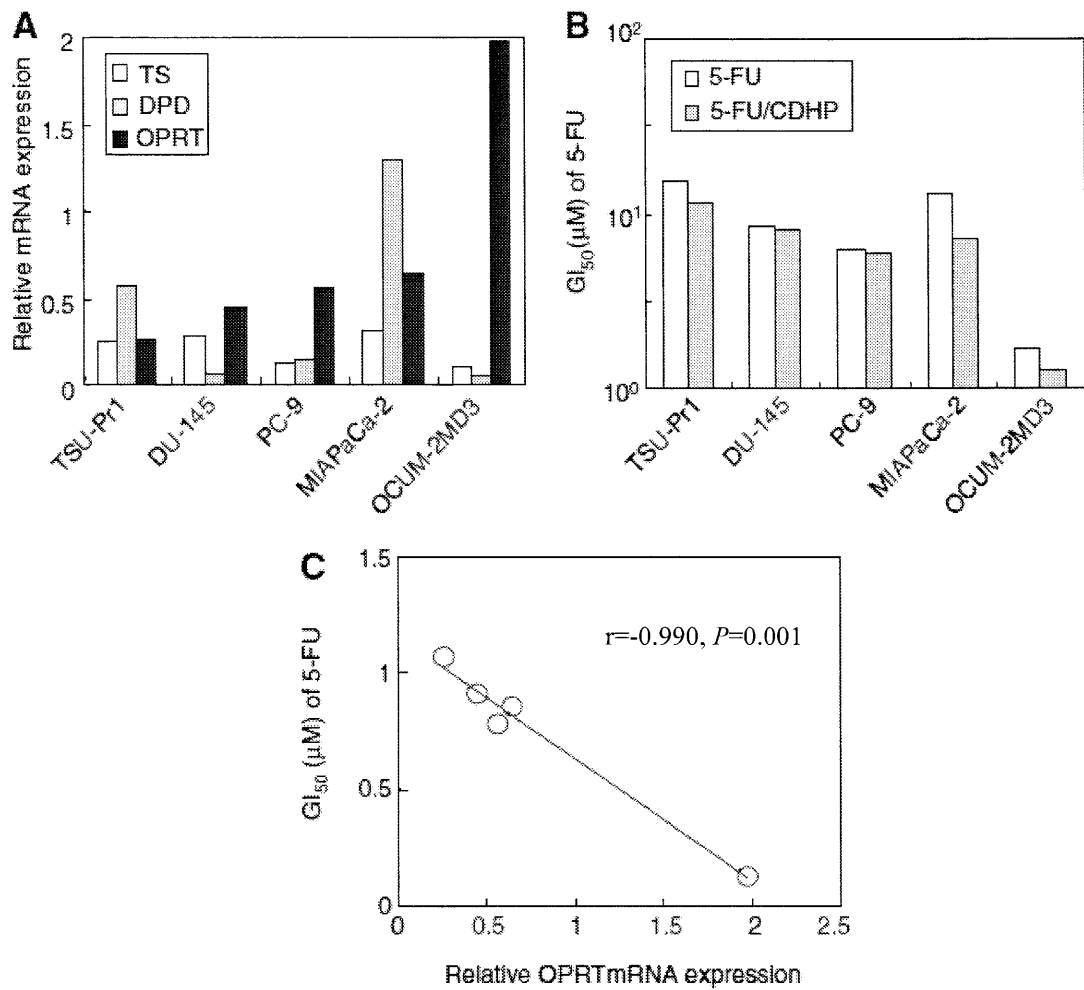 A
Relative mRNA expression
2
1.5
1
0.5
0
TS
DPD
OPRT
TSU-Pr1
DU-145
PC-9
MIAPaCa-2
OCUM-2MD3
B
GI50(μM) of 5-FU
10²
10¹
10⁰
5-FU
5-FU/CDHP
TSU-Pr1
DU-145
PC-9
MIAPaCa-2
OCUM-2MD3
C
GI50 (μM) of 5-FU
1.5
1
0.5
0
r=-0.990, P=0.001
0
0.5
1
1.5
2
2.5
Relative OPRTmRNA expression